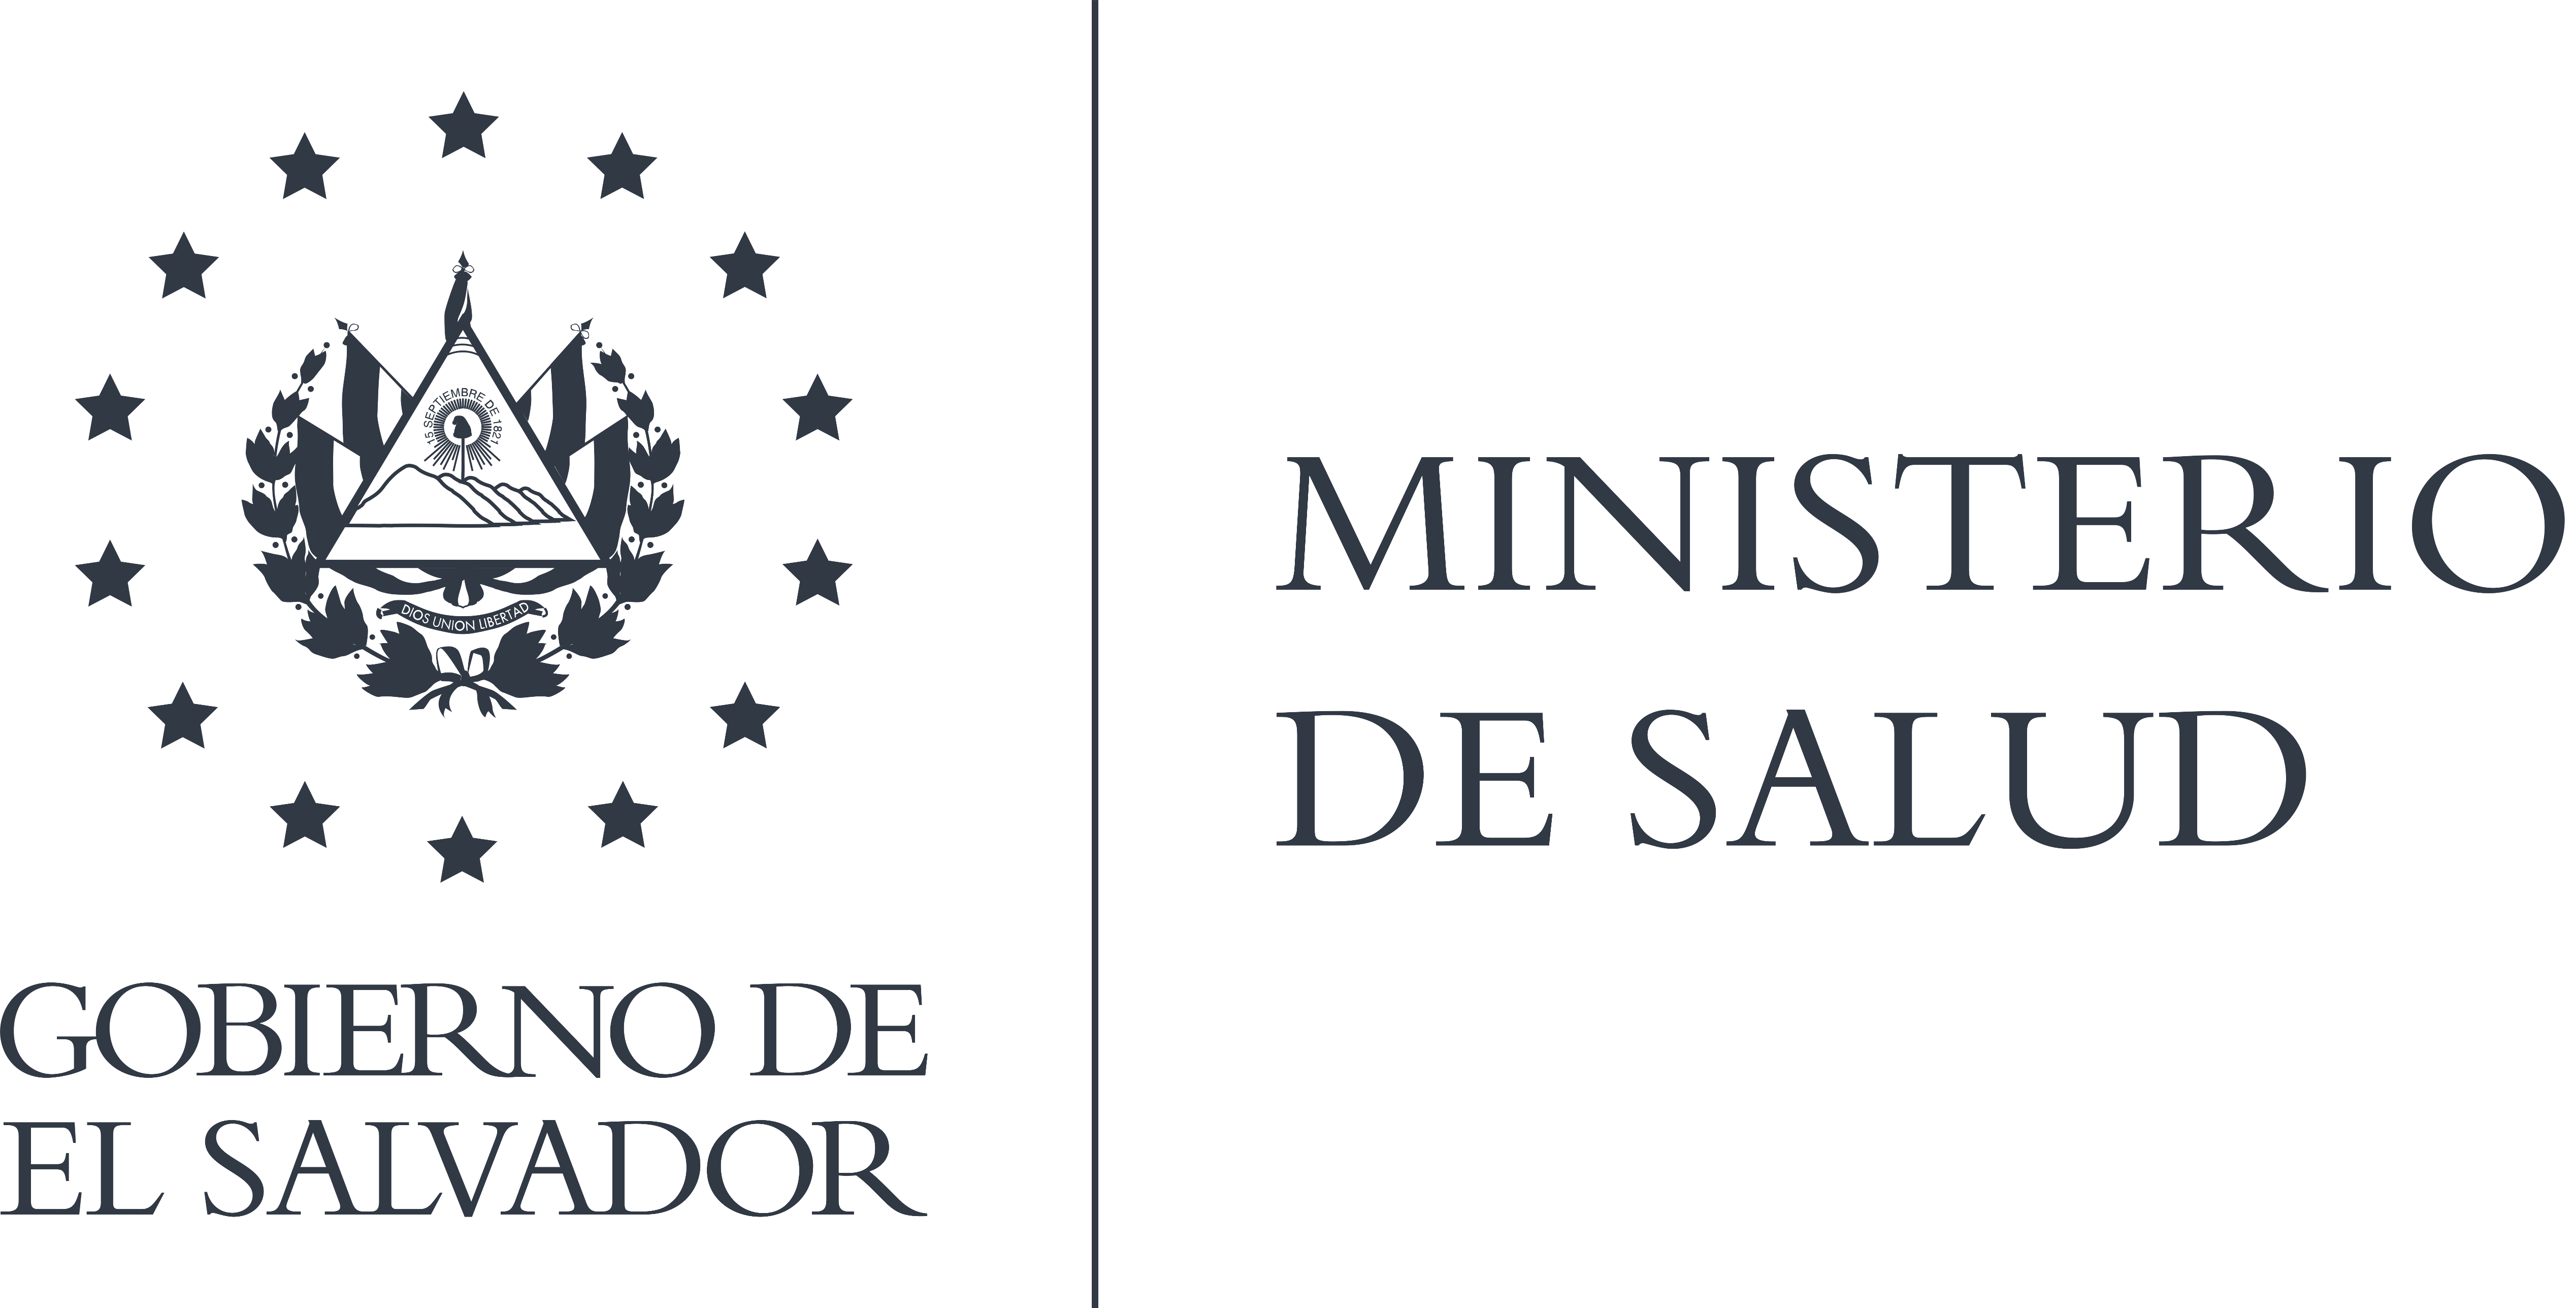 15 SEPTIEMBRE DE 1821
DIOS UNION LIBERTAD
GOBIERNO DE
EL SALVADOR
MINISTERIO
DE SALUD